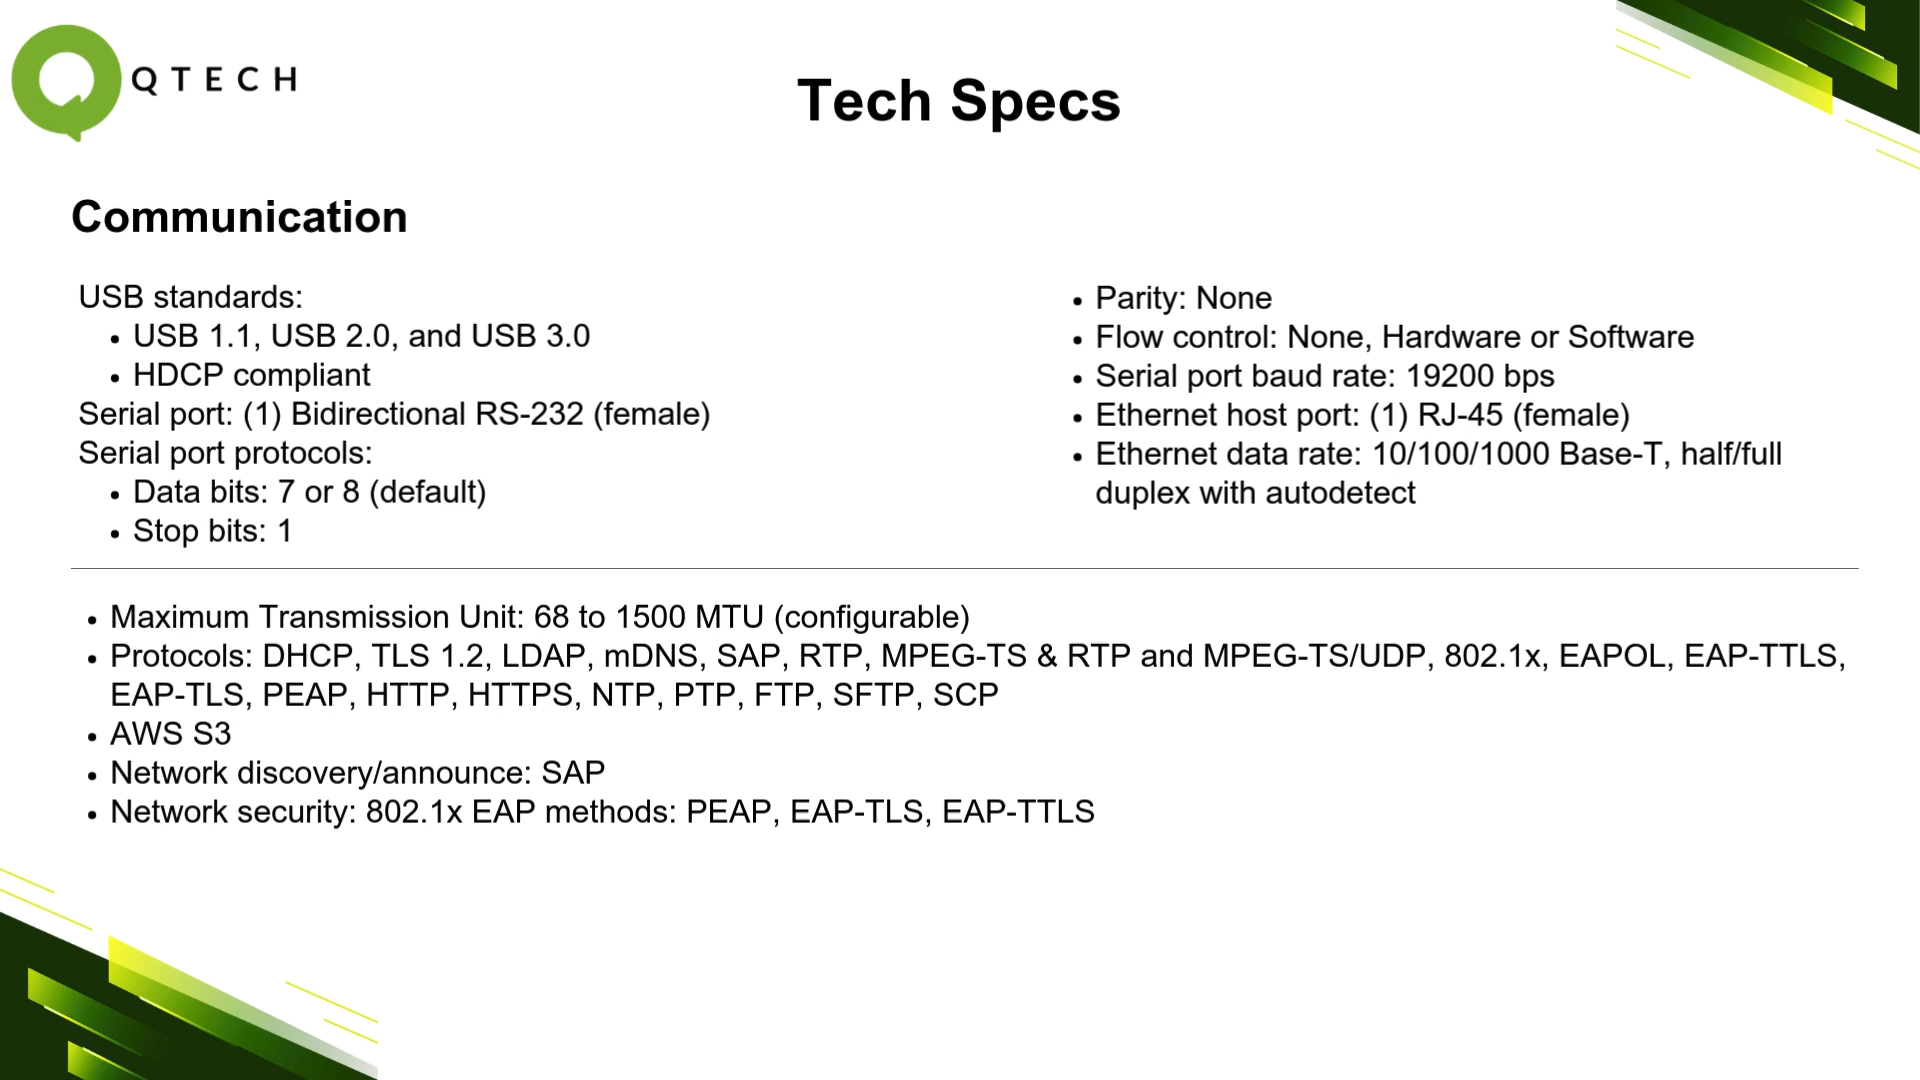 QTECH
Tech Specs
Communication
USB standards:
• USB 1.1, USB 2.0, and USB 3.0
• HDCP compliant
Serial port: (1) Bidirectional RS-232 (female)
Serial port protocols:
• Data bits: 7 or 8 (default)
• Stop bits: 1
• Parity: None
• Flow control: None, Hardware or Software
• Serial port baud rate: 19200 bps
• Ethernet host port: (1) RJ-45 (female)
• Ethernet data rate: 10/100/1000 Base-T, half/full
duplex with autodetect
• Maximum Transmission Unit: 68 to 1500 MTU (configurable)
• Protocols: DHCP, TLS 1.2, LDAP, mDNS, SAP, RTP, MPEG-TS & RTP and MPEG-TS/UDP, 802.1x, EAPOL, EAP-TTLS,
EAP-TLS, PEAP, HTTP, HTTPS, NTP, PTP, FTP, SFTP, SCP
• AWS S3
• Network discovery/announce: SAP
• Network security: 802.1x EAP methods: PEAP, EAP-TLS, EAP-TTLS